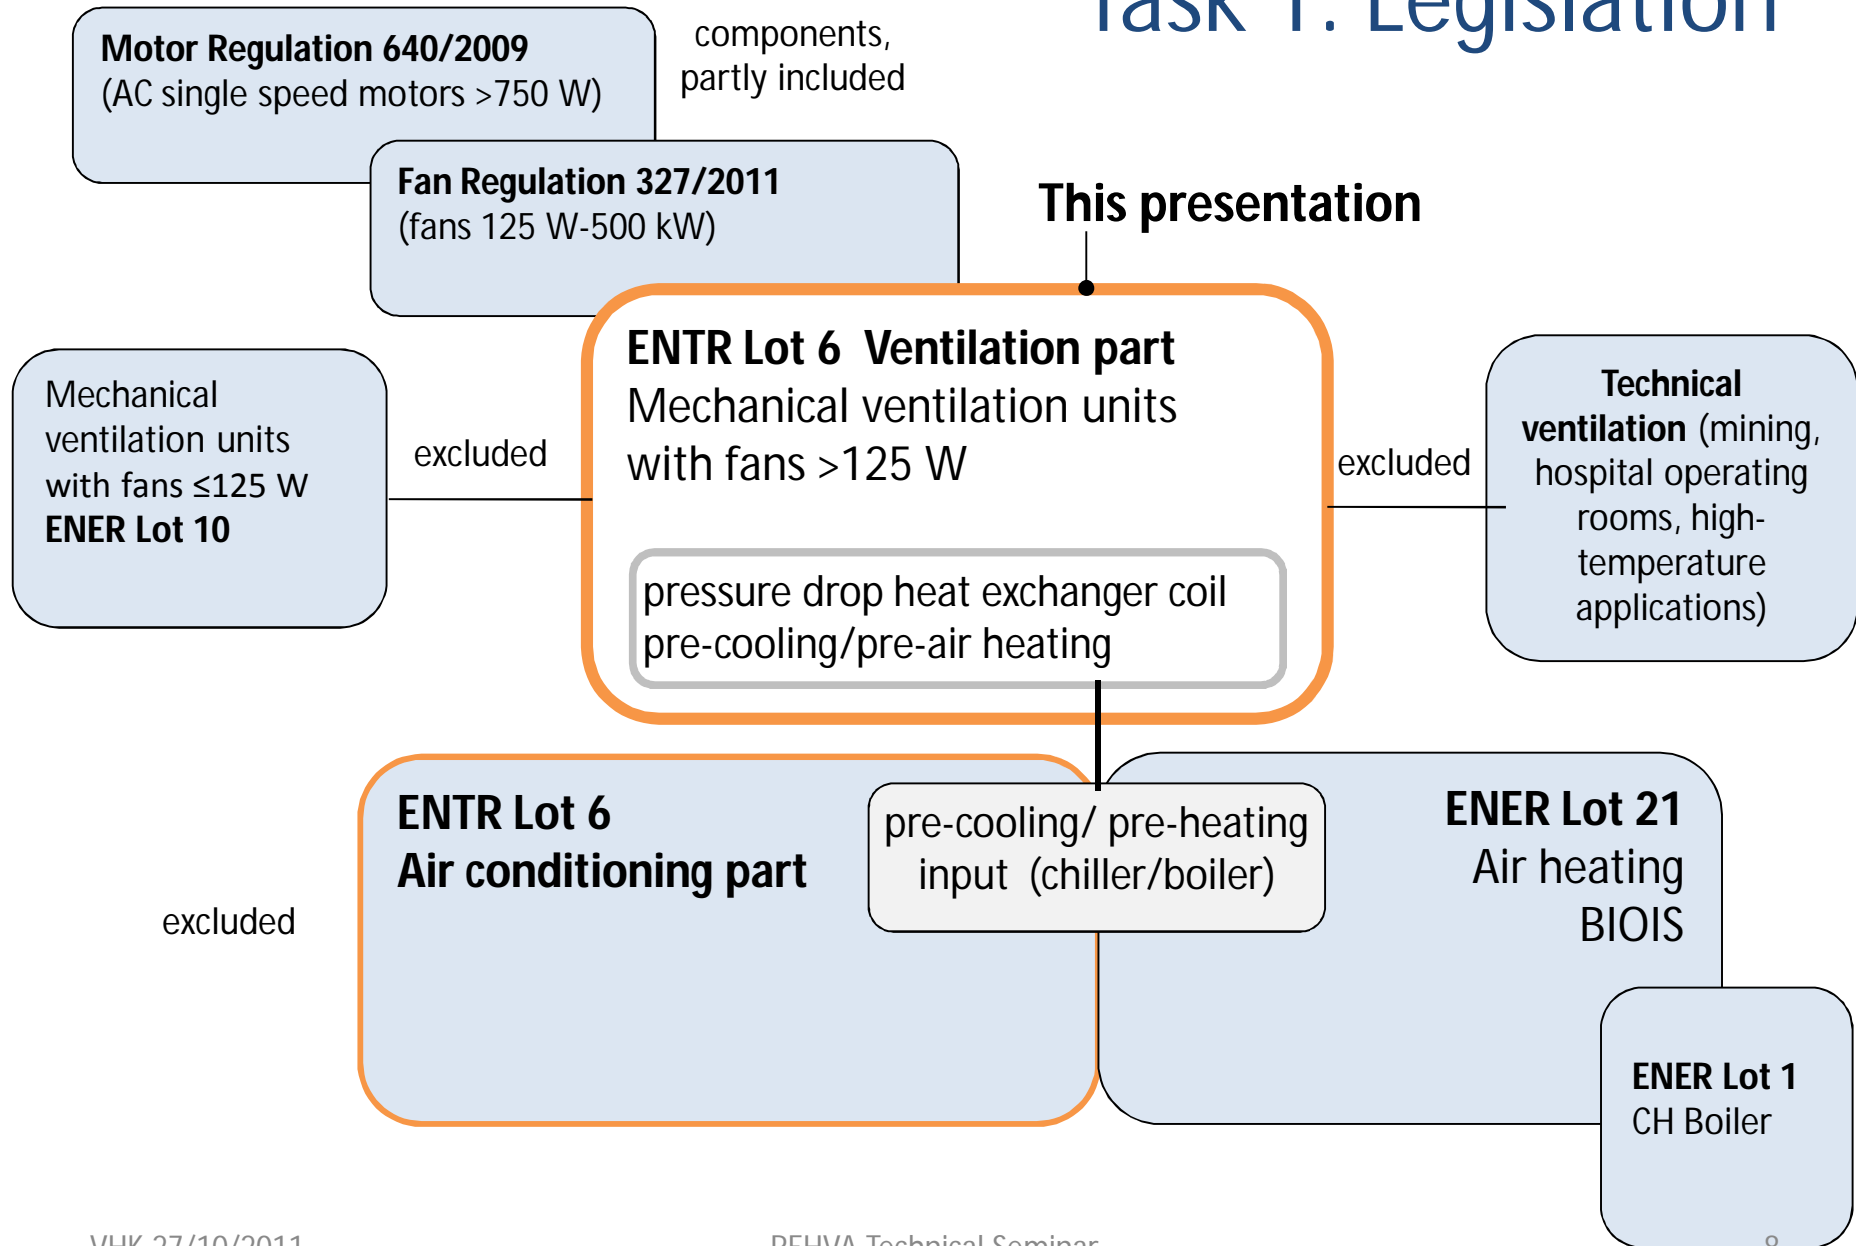 Task 1: Legislation
Motor Regulation 640/2009
(AC single speed motors >750 W)
components,
partly included
Fan Regulation 327/2011
(fans 125 W-500 kW)
This presentation
ENTR Lot 6 Ventilation part
Mechanical ventilation units
with fans >125 W
Mechanical
ventilation units
with fans ≤125 W
ENER Lot 10
excluded
excluded
Technical
ventilation (mining,
hospital operating
rooms, high-
temperature
applications)
pressure drop heat exchanger coil
pre-cooling/pre-air heating
ENTR Lot 6
Air conditioning part
pre-cooling/ pre-heating
input (chiller/boiler)
ENER Lot 21
Air heating
BIOIS
excluded
ENER Lot 1
CH Boiler
VHK 27/10/2011
REHVA Technical Seminar
8